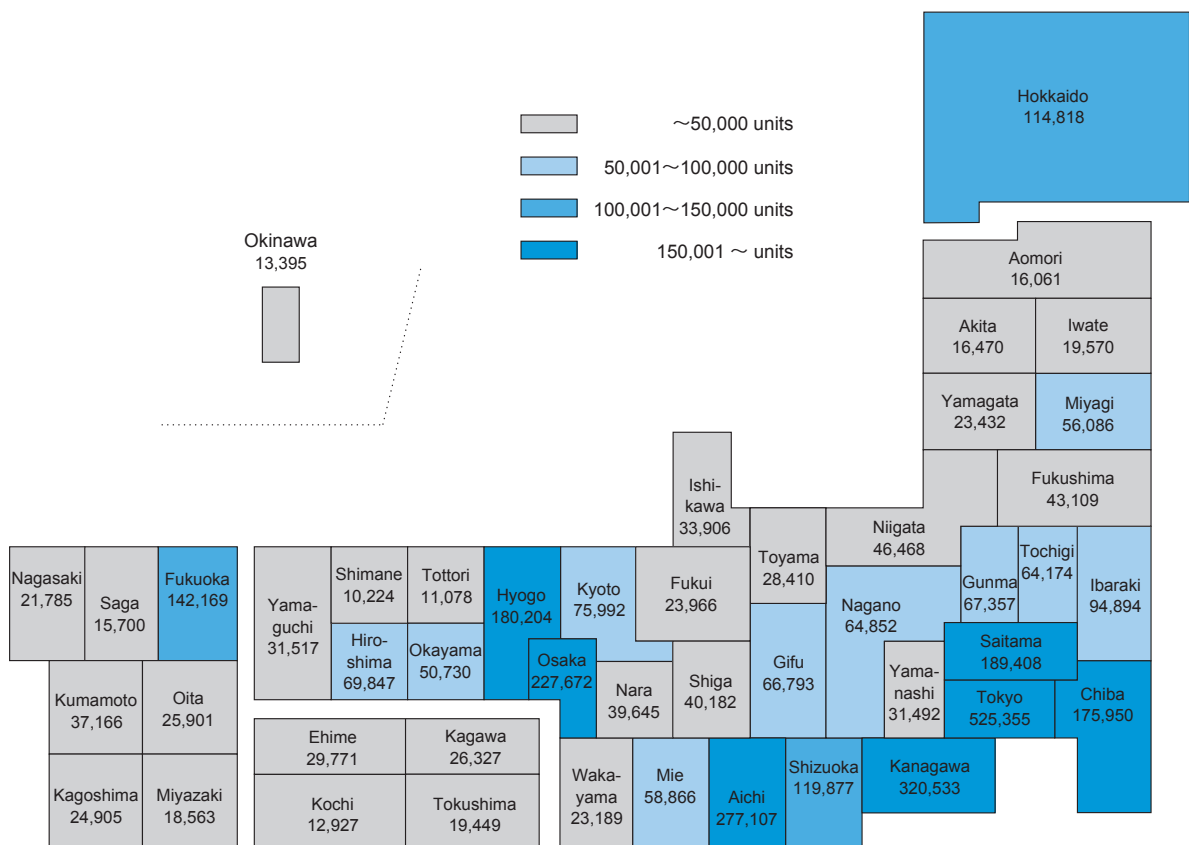 Hokkaido
114,818
~50,000 units
50,001~100,000 units
100,001~150,000 units
150,001 ~ units
Okinawa
13,395
Aomori
16,061
Akita
16,470
Iwate
19,570
Yamagata
23,432
Miyagi
56,086
Fukushima
43,109
Ishi-
kawa
33,906
Niigata
46,468
Toyama
28,410
Nagasaki
21,785
Saga
15,700
Fukuoka
142,169
Yama-
guchi
31,517
Shimane
10,224
Tottori
11,078
Hyogo
180,204
Kyoto
75,992
Fukui
23,966
Gunma
67,357
Tochigi
64,174
Ibaraki
94,894
Nagano
64,852
Hiro-
shima
69,847
Okayama
50,730
Osaka
227,672
Nara
39,645
Shiga
40,182
Gifu
66,793
Yama-
nashi
31,492
Saitama
189,408
Tokyo
525,355
Chiba
175,950
Kumamoto
37,166
Oita
25,901
Ehime
29,771
Kagawa
26,327
Kagoshima
24,905
Miyazaki
18,563
Kochi
12,927
Tokushima
19,449
Waka-
yama
23,189
Mie
58,866
Aichi
277,107
Shizuoka
119,877
Kanagawa
320,533